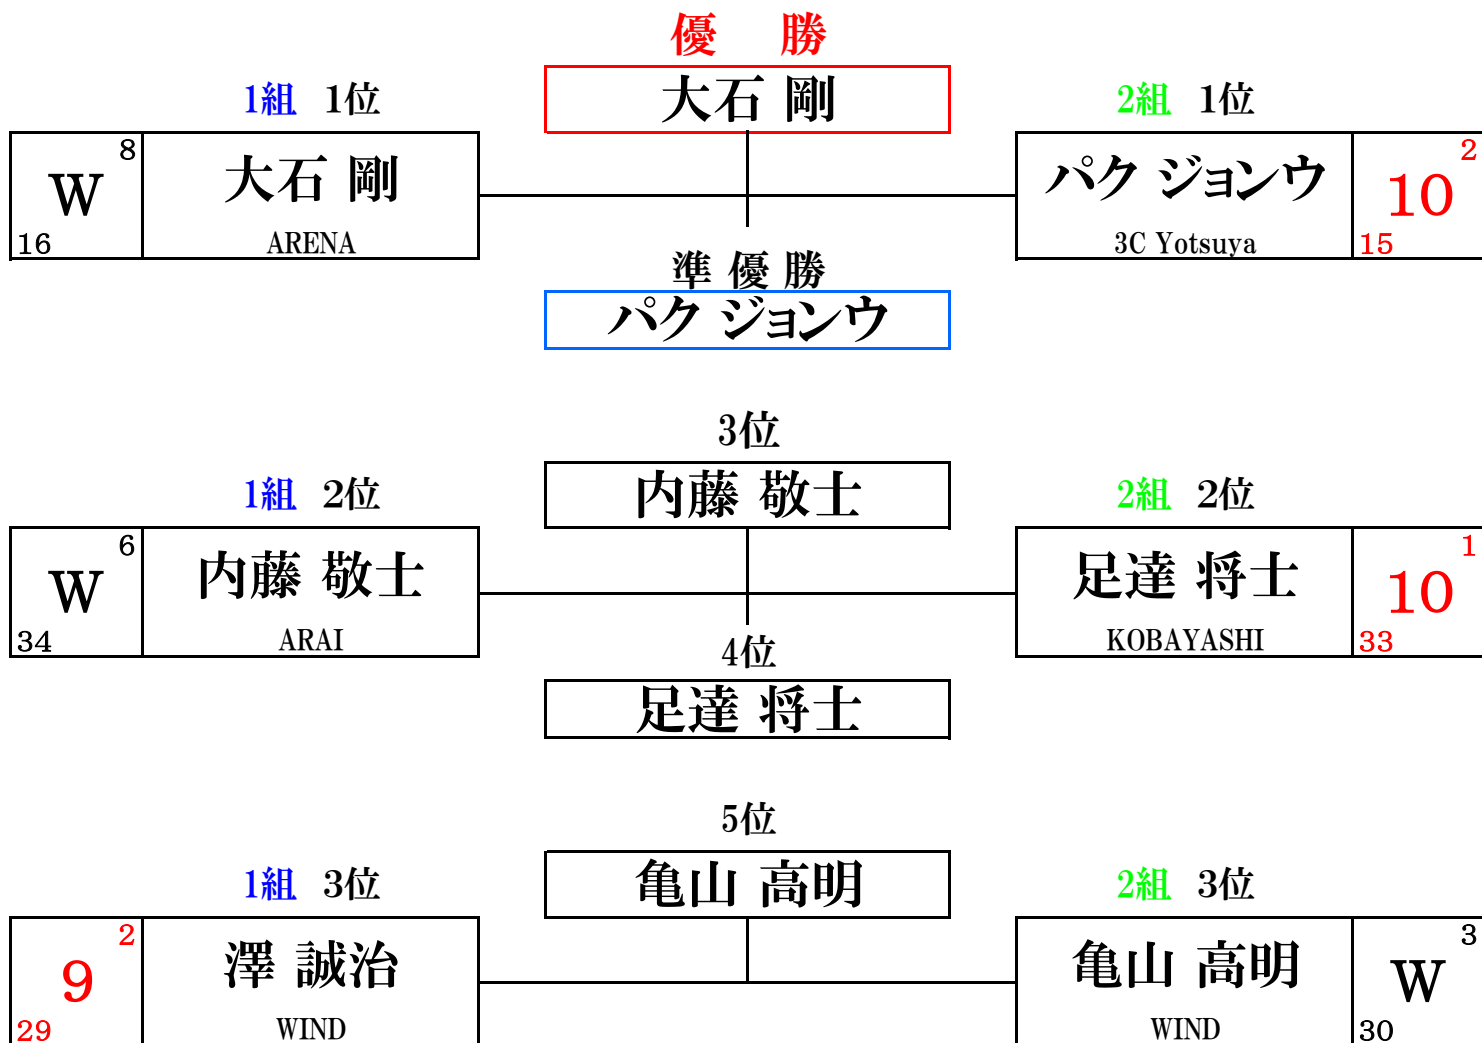 優 勝
大石 剛
1組 1位
2組 1位
8
W
16
大石 剛
ARENA
パク ジョンウ
3C Yotsuya
2
10
15
準 優 勝
パク ジョンウ
3位
内藤 敬士
1組 2位
2組 2位
6
W
34
内藤 敬士
ARAI
足達 将士
KOBAYASHI
1
10
33
4位
足達 将士
5位
亀山 高明
1組 3位
2組 3位
2
9
29
澤 誠治
WIND
亀山 高明
WIND
3
W
30